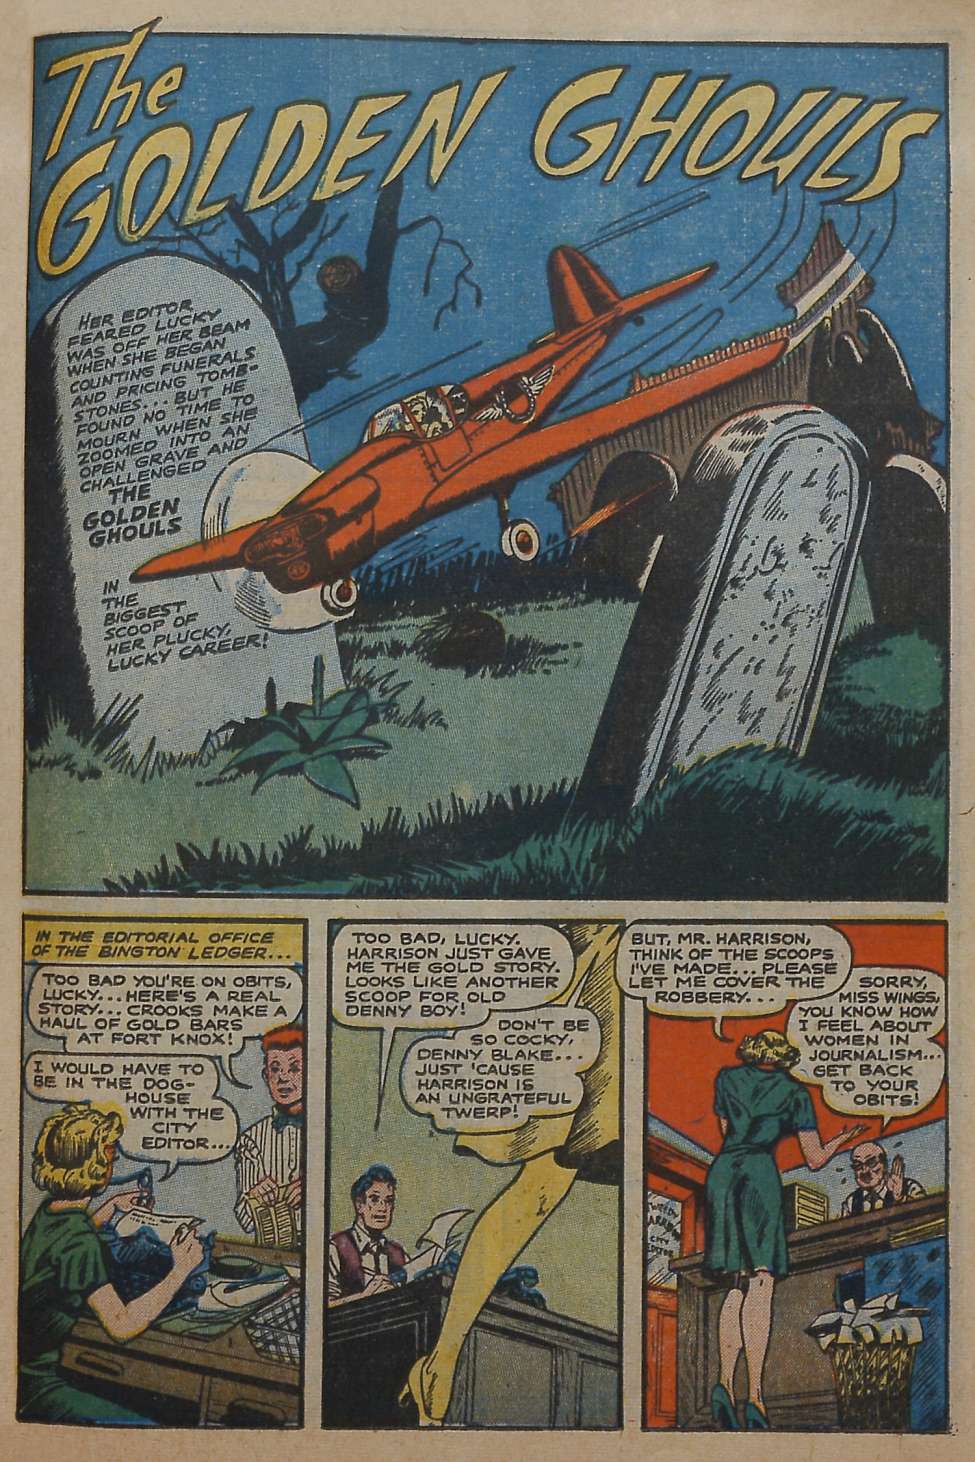 The
GOLDEN GHOULS
HER EDITOR
FEARED LUCKY
WAS OFF HER BEAM
WHEN SHE BEGAN
COUNTING FUNERALS
AND PRICING TOMB-
STONES... BUT HE
FOUND NO TIME TO
MOURN WHEN SHE
ZOOMED INTO AN
OPEN GRAVE AND
CHALLENGED
THE
GOLDEN
GHOULS
IN
THE
BIGGEST
SCOOP OF
HER PLUCKY,
LUCKY CAREER!
IN THE EDITORIAL OFFICE
OF THE BINGTON LEDGER...
TOO BAD YOU'RE ON OBITS,
LUCKY... HERE'S A REAL
STORY... CROOKS MAKE A
HAUL OF GOLD BARS
AT FORT KNOX!
I WOULD HAVE TO
BE IN THE DOG-
HOUSE
WITH THE
CITY
EDITOR...
TOO BAD, LUCKY.
HARRISON JUST GAVE
ME THE GOLD STORY.
LOOKS LIKE ANOTHER
SCOOP FOR OLD
DENNY BOY!
DON'T BE
SO COCKY,
DENNY BLAKE...
JUST 'CAUSE
HARRISON IS
AN UNGRATEFUL
TWERP!
BUT, MR. HARRISON,
THINK OF THE SCOOPS
I'VE MADE... PLEASE
LET ME COVER THE
ROBBERY...
SORRY,
MISS WINGS,
YOU KNOW HOW
I FEEL ABOUT
WOMEN IN
JOURNALISM...
GET BACK
TO YOUR
OBITS!
CITY
EDITOR